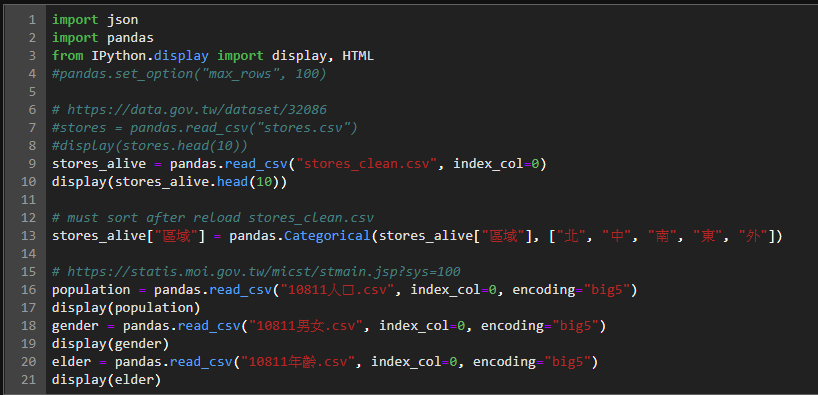 1 import json
2 import pandas
3 from IPython.display import display, HTML
4 #pandas.set_option("max_rows", 100)
5
6 # https://data.gov.tw/dataset/32086
7 #stores = pandas.read_csv("stores.csv")
8 #display(stores.head(10))
9 stores_alive = pandas.read_csv("stores_clean.csv", index_col=0)
10 display(stores_alive.head(10))
11
12 # must sort after reload stores_clean.csv
13 stores_alive["區域"] = pandas.Categorical(stores_alive["區域"], ["北", "中", "南", "東", "外"])
14
15 # https://statis.moi.gov.tw/micst/stmain.jsp?sys=100
16 population = pandas.read_csv("10811人口.csv", index_col=0, encoding="big5")
17 display(population)
18 gender = pandas.read_csv("10811男女.csv", index_col=0, encoding="big5")
19 display(gender)
20 elder = pandas.read_csv("10811年齡.csv", index_col=0, encoding="big5")
21 display(elder)